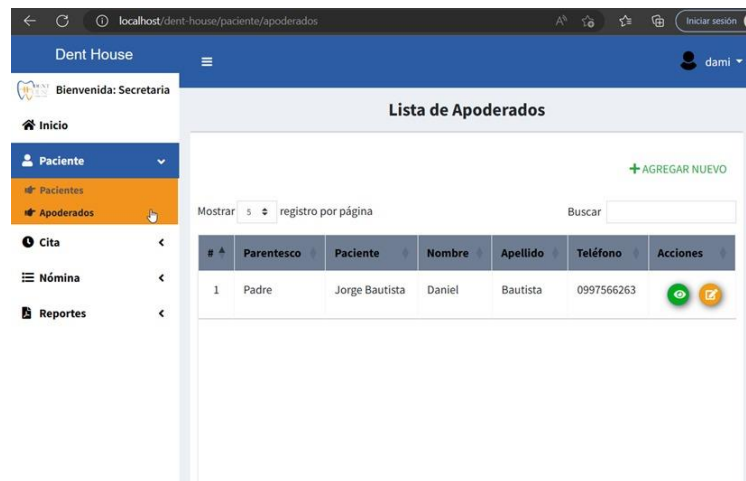 localhost/dent-house/paciente/apoderados
Iniciar sesión
Dent House
dami
Bienvenida: Secretaria
Inicio
Paciente
Pacientes
Apoderados
Cita
Nómina
Reportes
Lista de Apoderados
AGREGAR NUEVO
Mostrar 5 registro por página
Buscar
# Parentesco Paciente Nombre Apellido Teléfono Acciones
1 Padre Jorge Bautista Daniel Bautista 0997566263